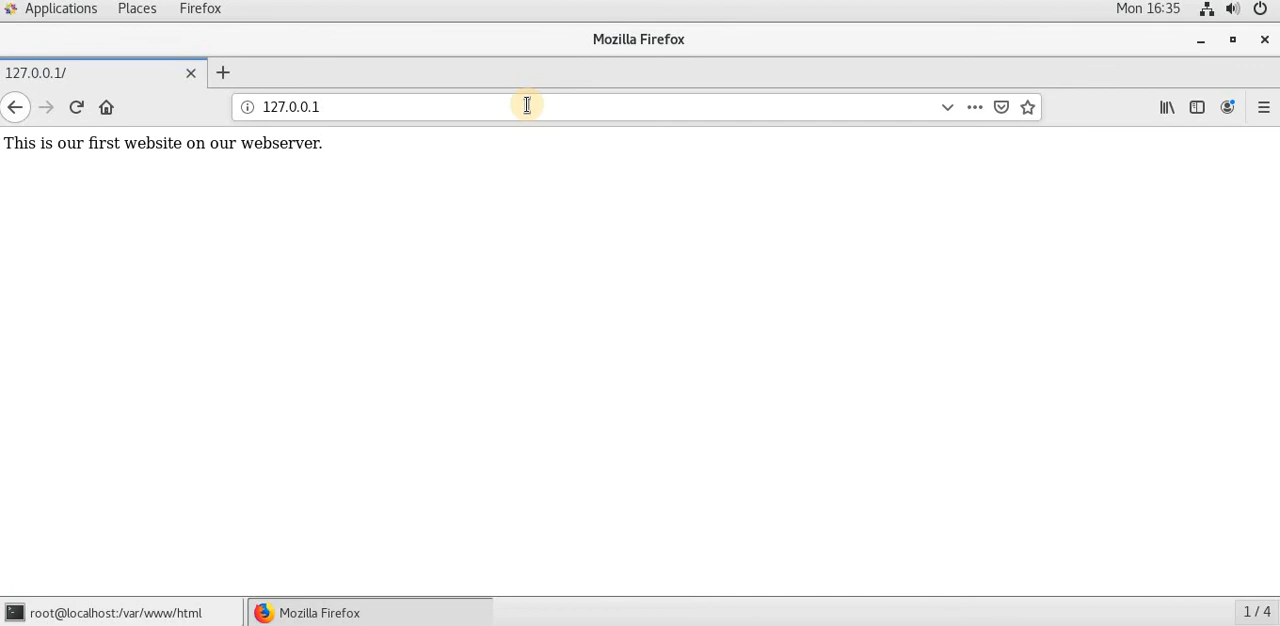 Applications Places Firefox Mon 16:35
Mozilla Firefox
127.0.0.1/
127.0.0.1
This is our first website on our webserver.
root@localhost:/var/www/html Mozilla Firefox 1 / 4